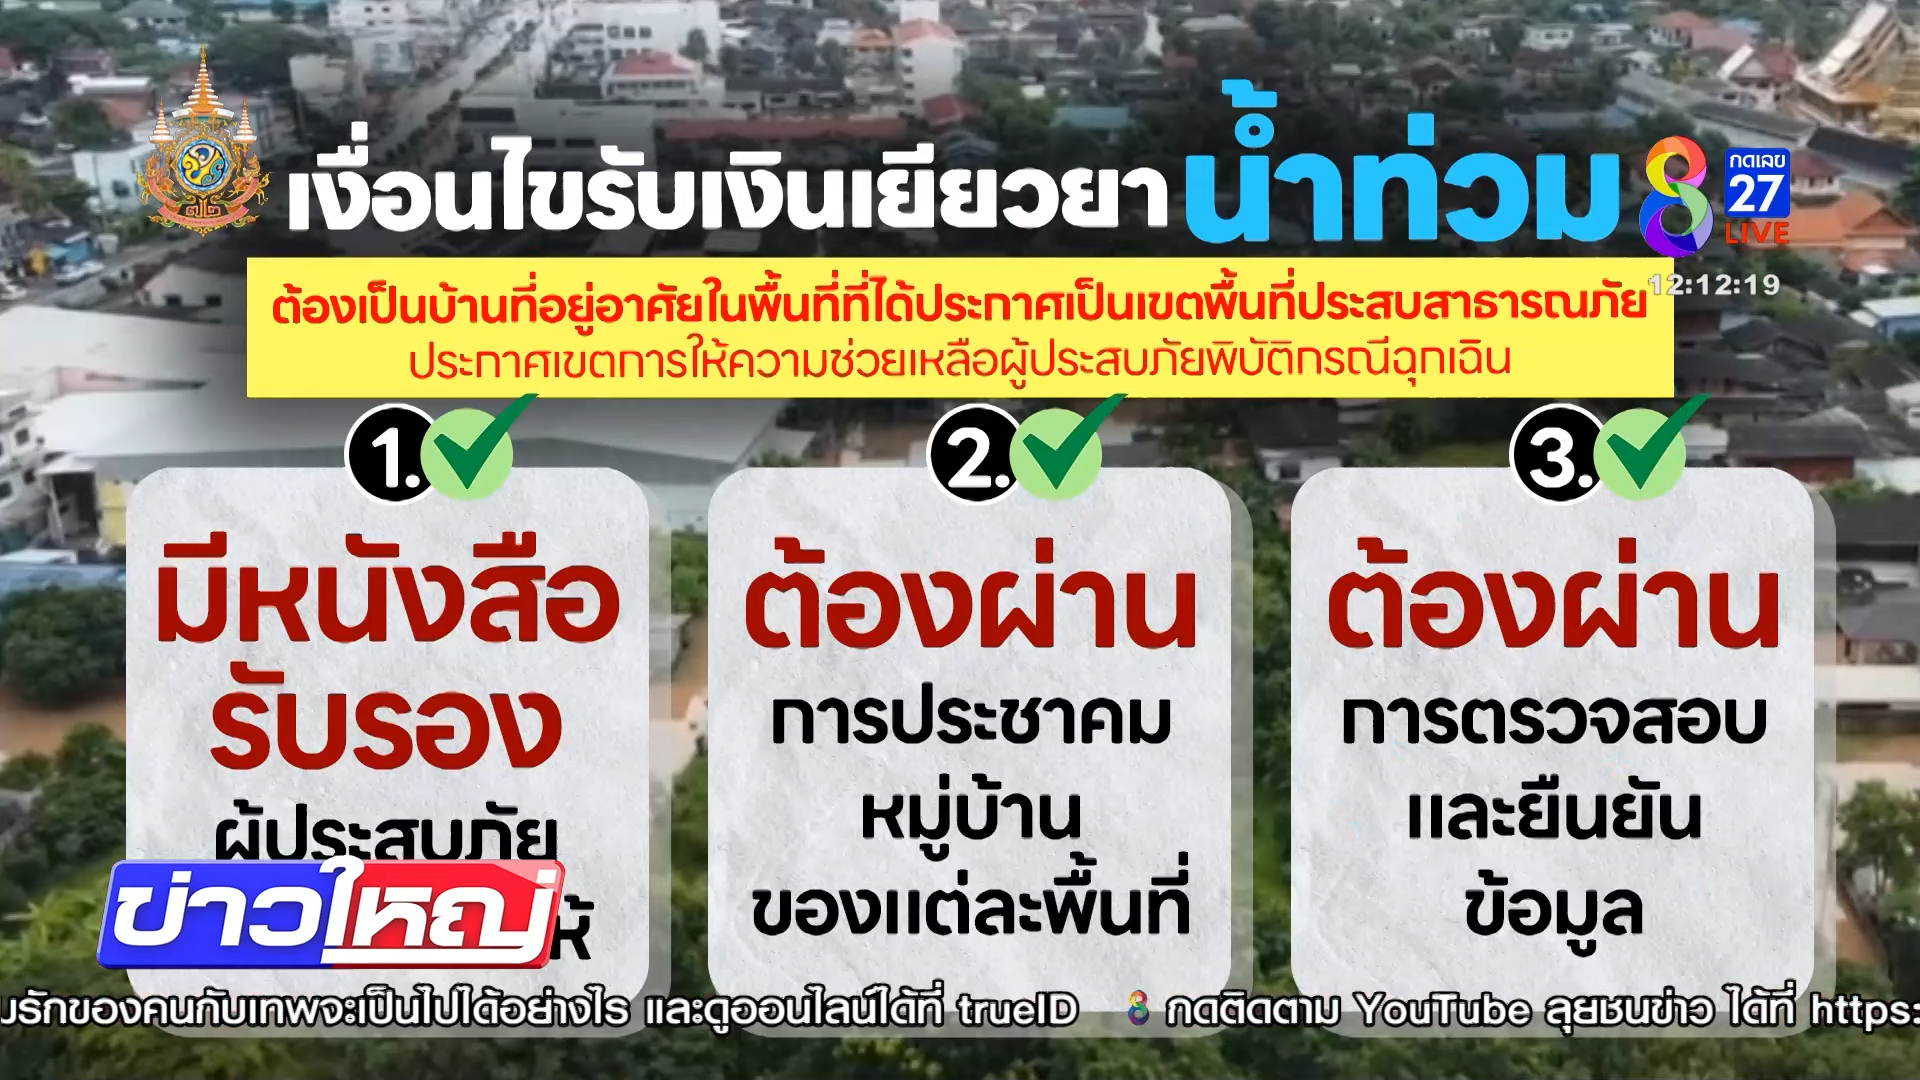 เงื่อนไขรับเงินเยียวยา น้ำท่วม
กดเลข
27
LIVE
12:12:19
ต้องเป็นบ้านที่อยู่อาศัยในพื้นที่ที่ได้ประกาศเป็นเขตพื้นที่ประสบสาธารณภัย
ประกาศเขตการให้ความช่วยเหลือผู้ประสบภัยพิบัติกรณีฉุกเฉิน
1.
มีหนังสือ
รับรอง
ผู้ประสบภัย
2.
ต้องผ่าน
การประชาคม
หมู่บ้าน
ของแต่ละพื้นที่
3.
ต้องผ่าน
การตรวจสอบ
และยืนยัน
ข้อมูล
ข่าวใหญ่
มรักของคนกับเทพจะเป็นไปได้อย่างไร และดูออนไลน์ได้ที่ trueID 8 กดติดตาม YouTube ลุยชนข่าว ได้ที่ https: